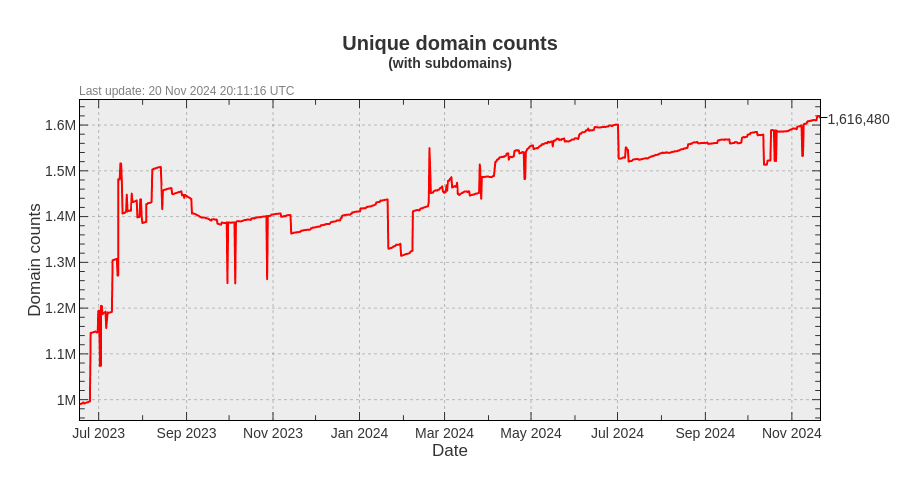 Unique domain counts
(with subdomains)
Last update: 20 Nov 2024 20:11:16 UTC
1.6M
1,616,480
1.5M
1.4M
1.3M
1.2M
1.1M
1M
Domain counts
Jul 2023 Sep 2023 Nov 2023 Jan 2024 Mar 2024 May 2024 Jul 2024 Sep 2024 Nov 2024
Date